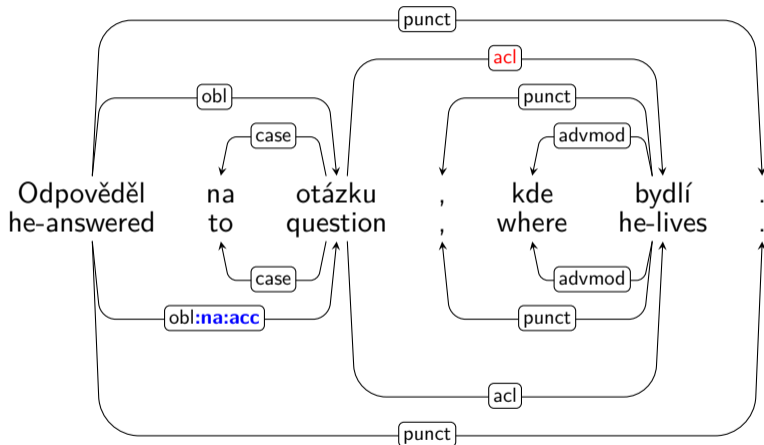 punct
acl
obl
punct
case
advmod
Odpověděl na otázku , kde bydlí .
he-answered to question , where he-lives .
case
advmod
obl:na:acc
punct
acl
punct